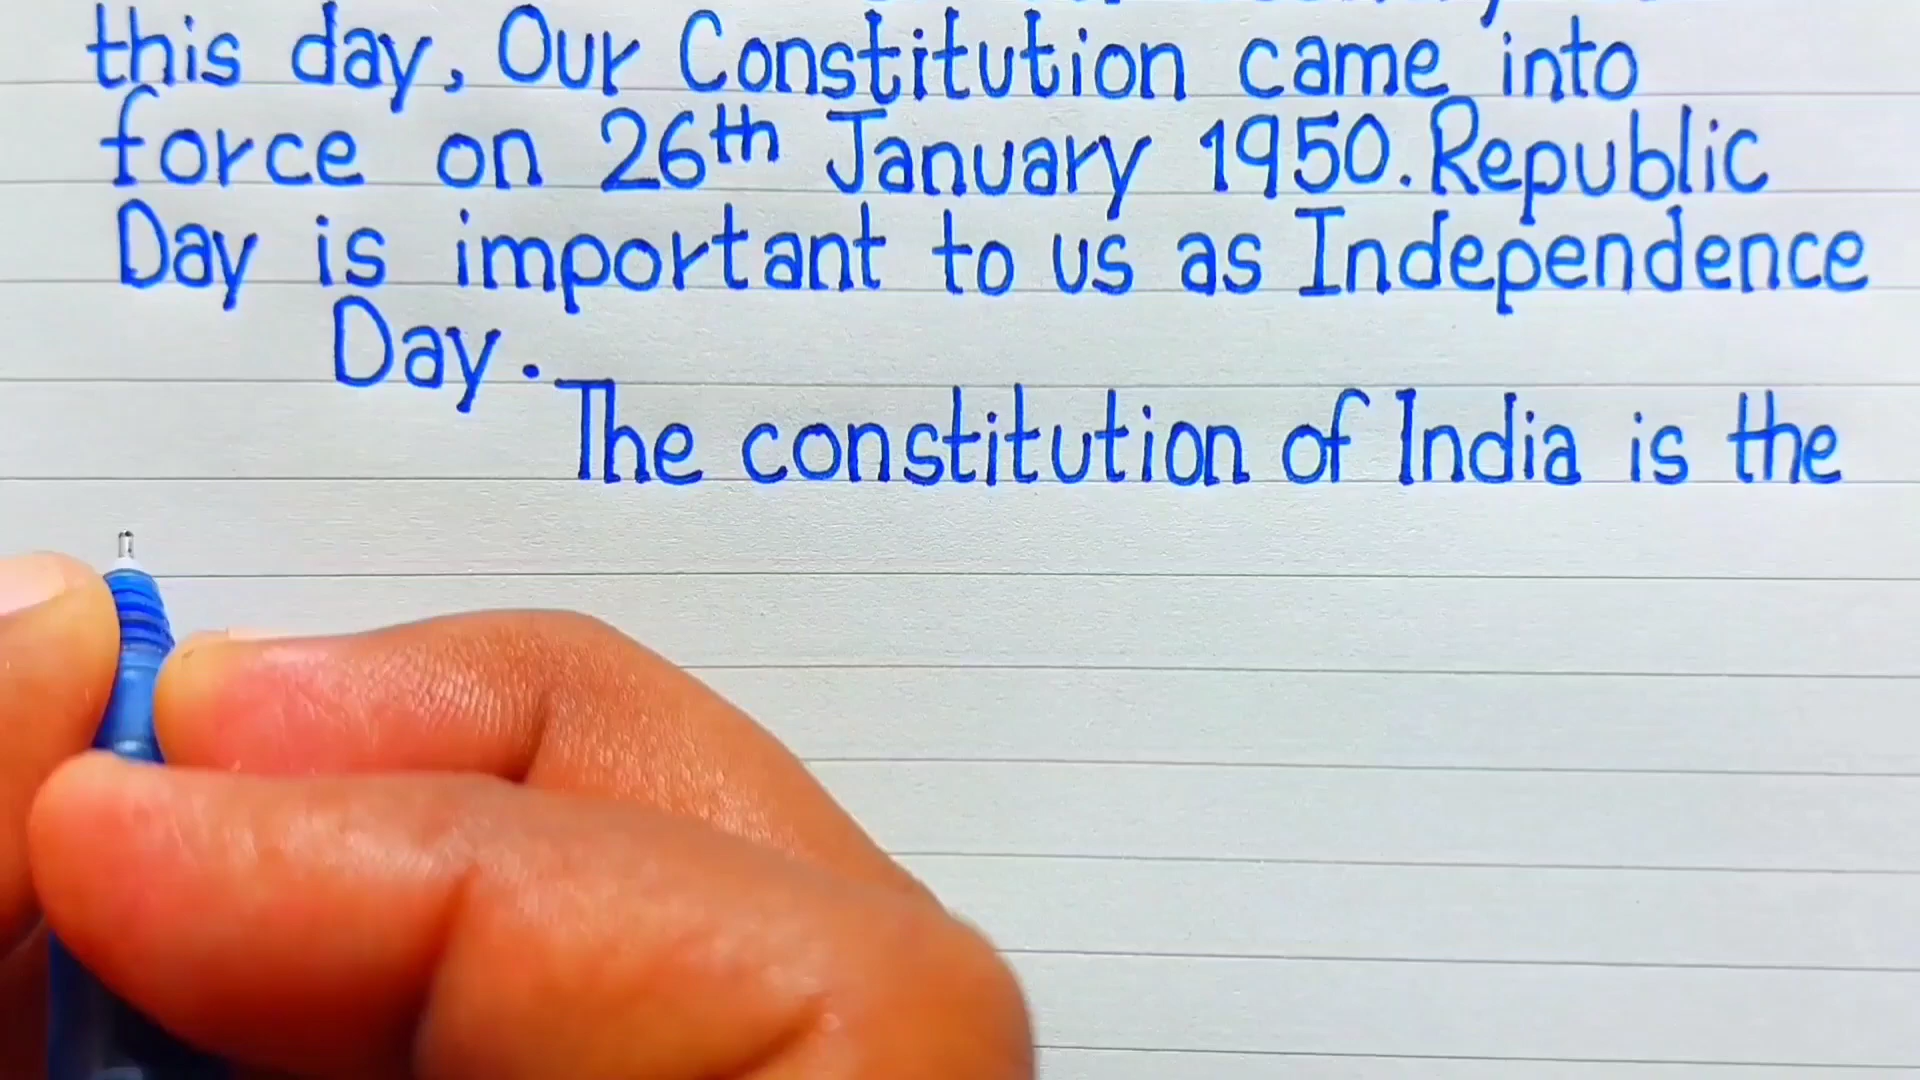 this day, Our Constitution came into
force on 26th January 1950. Republic
Day is important to us as Independence
Day.
The constitution of India is the